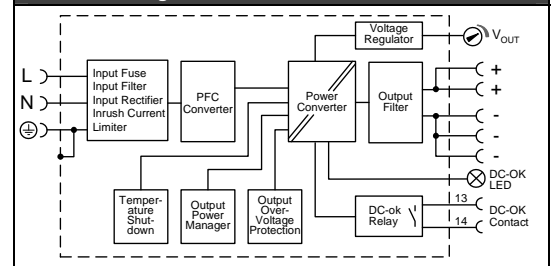 Voltage
Regulator
VOUT
L
N
Input Fuse
Input Filter
Input Rectifier
Inrush Current
Limiter
PFC
Converter
Power
Converter
Output
Filter
+
+
-
-
-
DC-OK
LED
Temper-
ature
Shut-
down
Output
Power
Manager
Output
Over-
Voltage
Protection
DC-ok
Relay
13
14
DC-OK
Contact